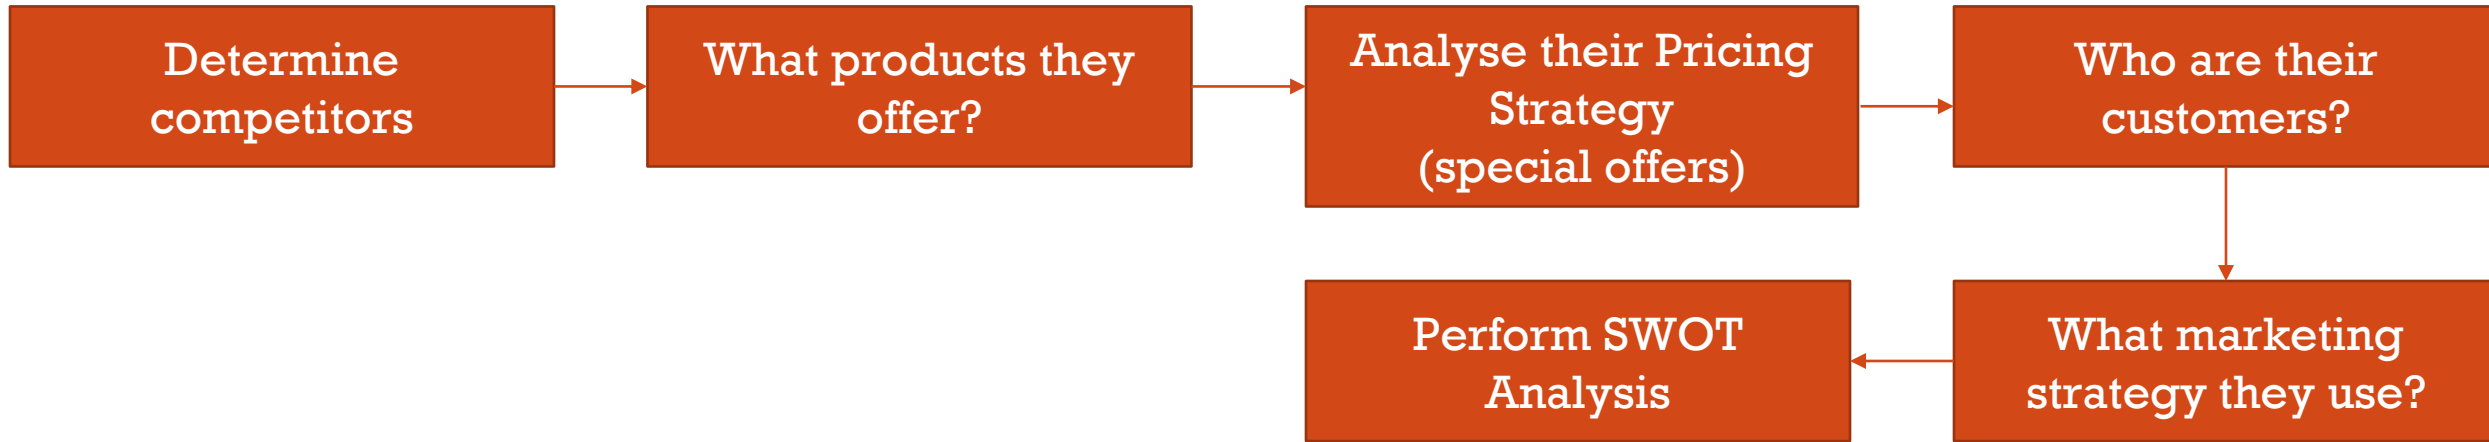 Determine
competitors
What products they
offer?
Analyse their Pricing
Strategy
(special offers)
Who are their
customers?
What marketing
strategy they use?
Perform SWOT
Analysis